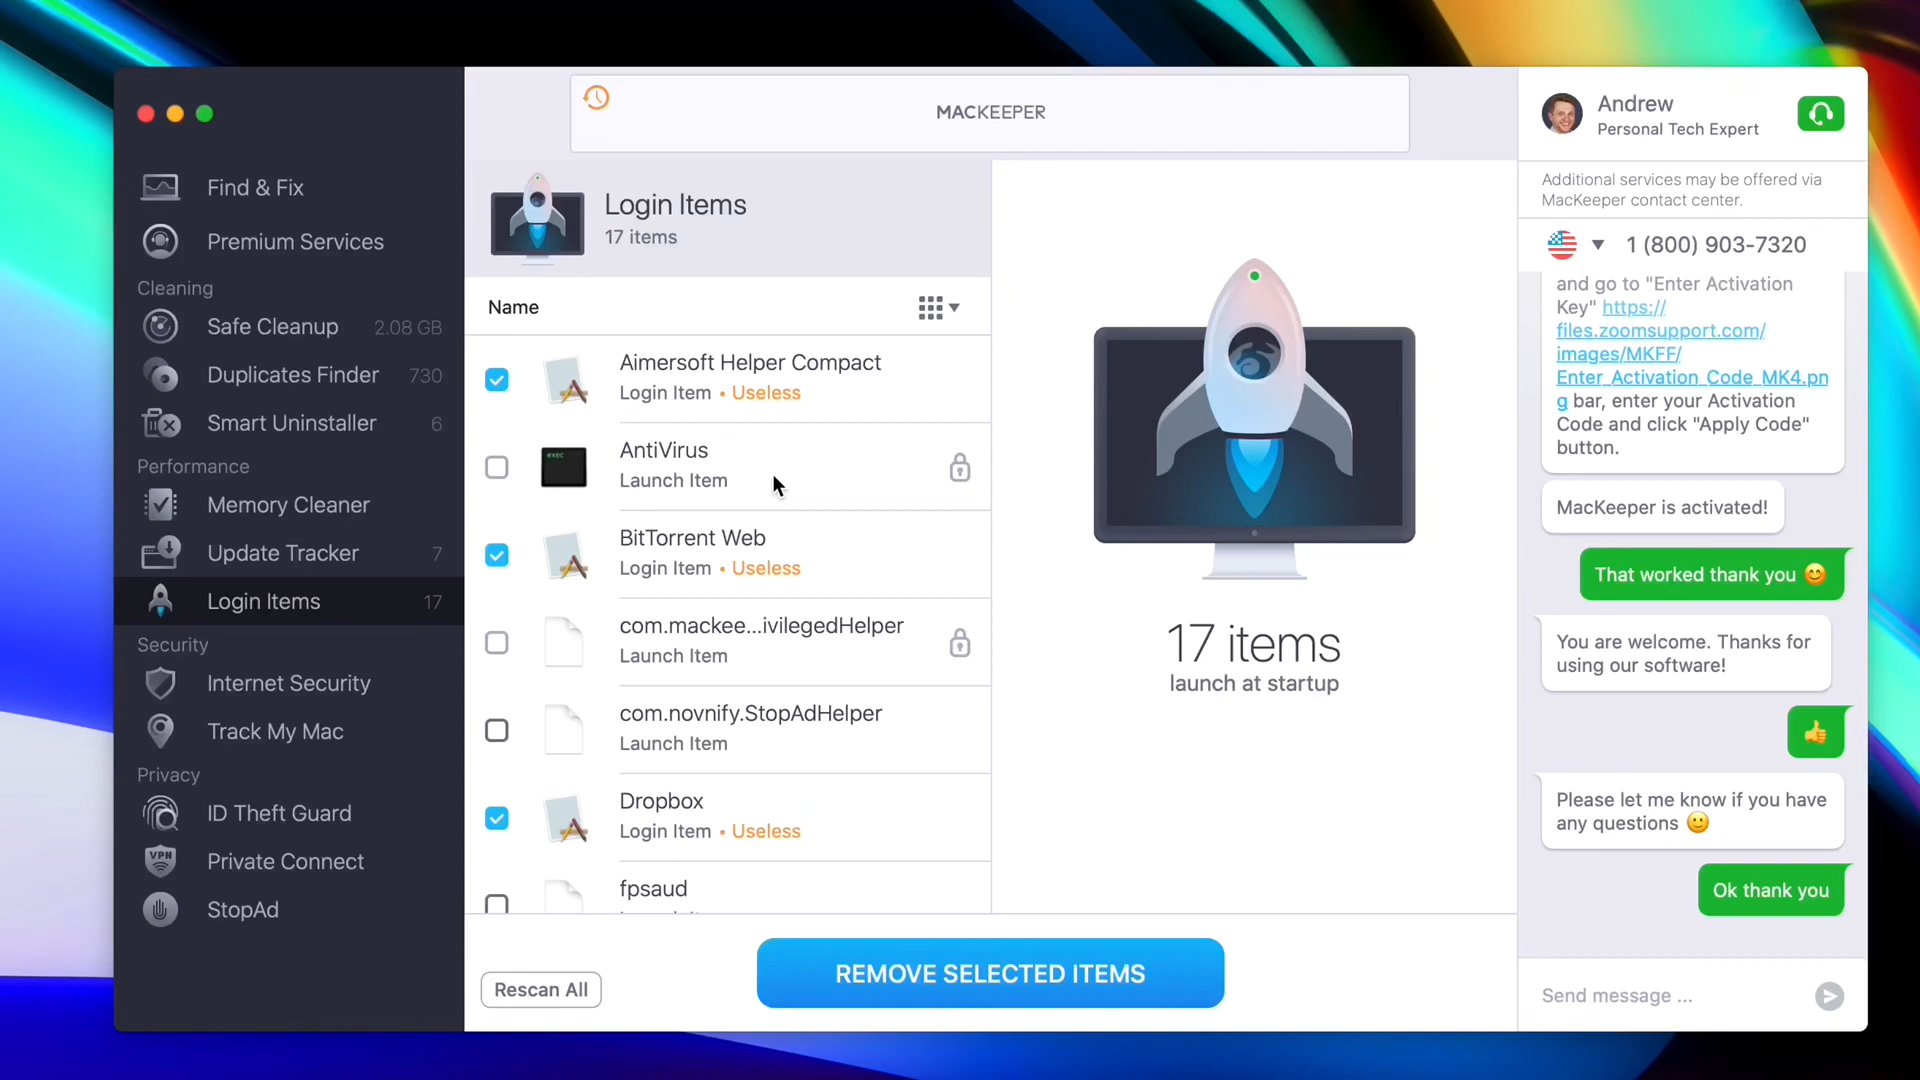 Find & Fix
Premium Services
Cleaning
Safe Cleanup 2.08 GB
Duplicates Finder 730
Smart Uninstaller 6
Performance
Memory Cleaner
Update Tracker 7
Login Items 17
Security
Internet Security
Track My Mac
Privacy
ID Theft Guard
VPN
Private Connect
StopAd
MACKEEPER
Login Items
17 items
Name
Aimersoft Helper Compact
Login Item • Useless
exec
AntiVirus
Launch Item
BitTorrent Web
Login Item • Useless
com.mackee...ivilegedHelper
Launch Item
com.novnify.StopAdHelper
Launch Item
Dropbox
Login Item • Useless
fpsaud
Rescan All
REMOVE SELECTED ITEMS
17 items
launch at startup
Andrew
Personal Tech Expert
Additional services may be offered via
MacKeeper contact center.
1 (800) 903-7320
and go to "Enter Activation
Key" https://
files.zoomsupport.com/
images/MKFF/
Enter_Activation_Code_MK4.pn
g bar, enter your Activation
Code and click "Apply Code"
button.
MacKeeper is activated!
That worked thank you 😊
You are welcome. Thanks for
using our software!
👍
Please let me know if you have
any questions 🙂
Ok thank you
Send message ...